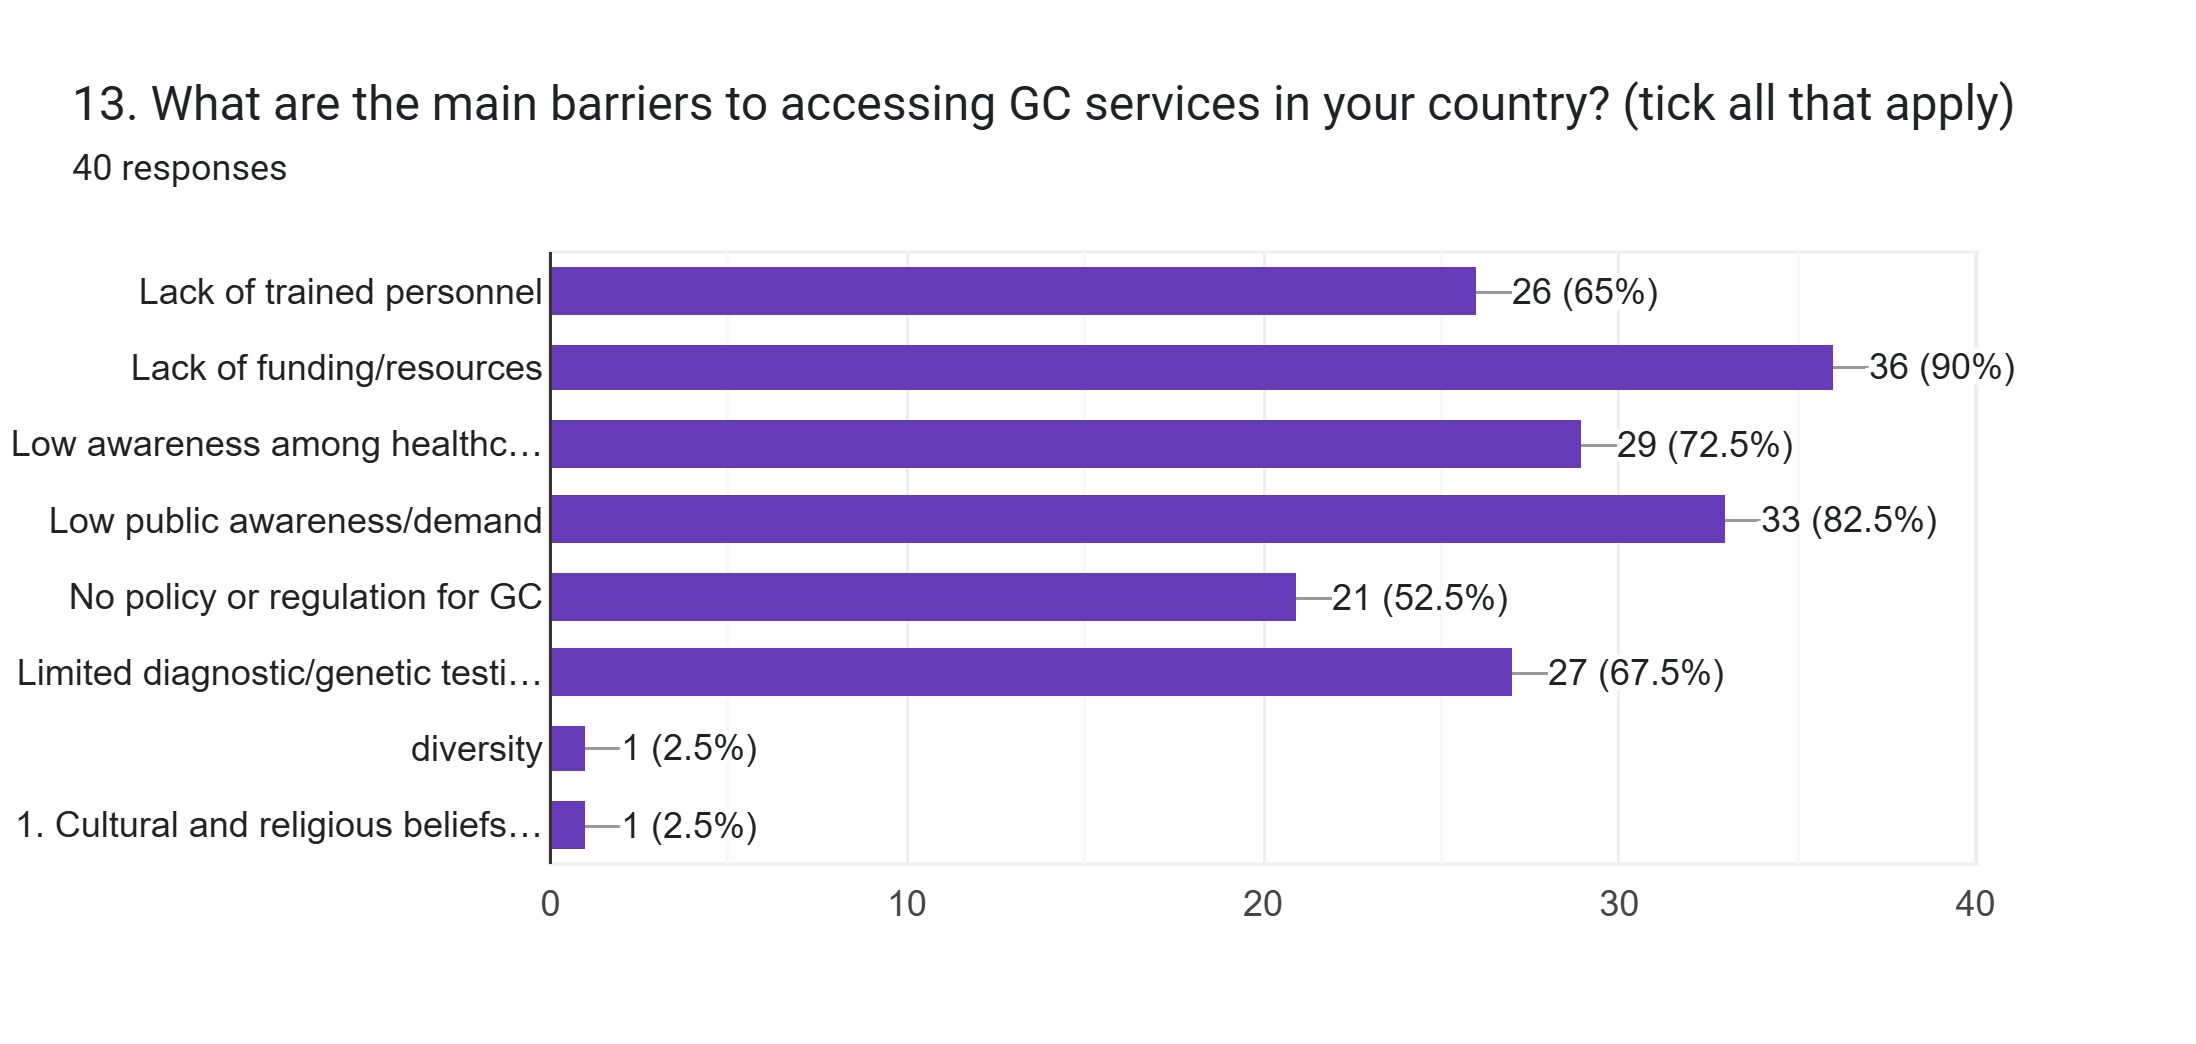 13. What are the main barriers to accessing GC services in your country? (tick all that apply)
40 responses
Lack of trained personnel 26 (65%)
Lack of funding/resources 36 (90%)
Low awareness among healthc… 29 (72.5%)
Low public awareness/demand 33 (82.5%)
No policy or regulation for GC 21 (52.5%)
Limited diagnostic/genetic testi… 27 (67.5%)
diversity 1 (2.5%)
1. Cultural and religious beliefs… 1 (2.5%)
0 10 20 30 40